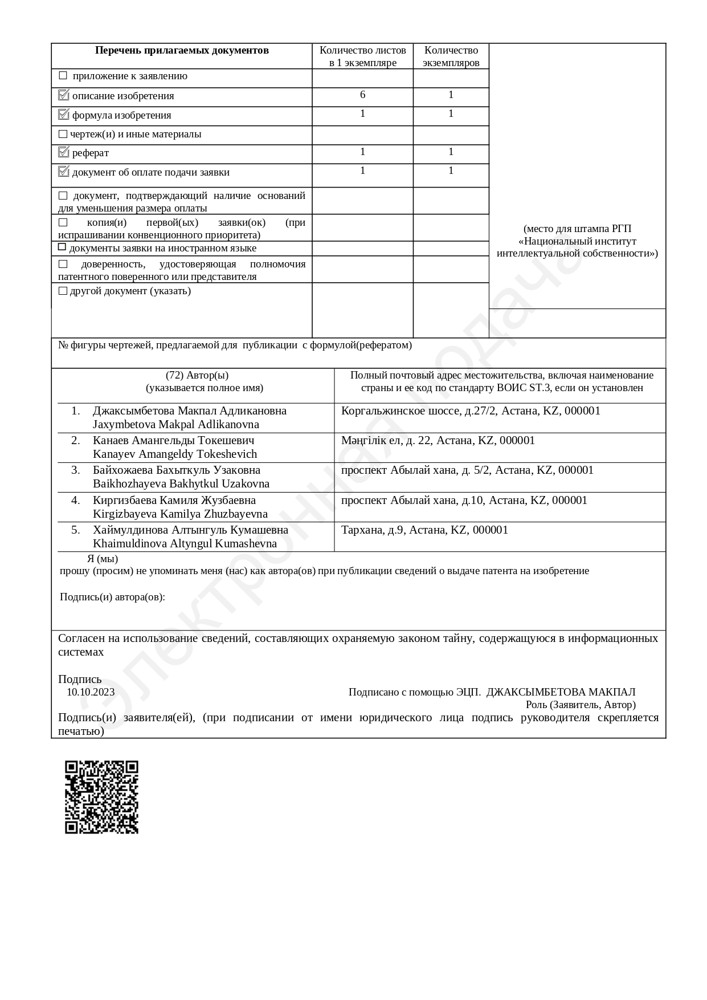 Перечень прилагаемых документов
Количество листов
в 1 экземпляре
Количество
экземпляров
☐ приложение к заявлению
☑ описание изобретения 6 1
☑ формула изобретения 1 1
☐ чертеж(и) и иные материалы
☑ реферат 1 1
☑ документ об оплате подачи заявки 1 1
☐ документ, подтверждающий наличие оснований
для уменьшения размера оплаты
☐ копия(и) первой(ых) заявки(ок) (при
испрашивании конвенционного приоритета)
☐ документы заявки на иностранном языке
☐ доверенность, удостоверяющая полномочия
патентного поверенного или представителя
☐ другой документ (указать)
(место для штампа РГП
«Национальный институт
интеллектуальной собственности»)
№ фигуры чертежей, предлагаемой для публикации с формулой(рефератом)
(72) Автор(ы)
(указывается полное имя)
Полный почтовый адрес местожительства, включая наименование
страны и ее код по стандарту ВОИС ST.3, если он установлен
1. Джаксымбетова Макпал Адликановна
Jaxymbetova Makpal Adlikanovna
Коргальжинское шоссе, д.27/2, Астана, KZ, 000001
2. Канаев Амангельды Токешевич
Kanayev Amangeldy Tokeshevich
Мәңгілік ел, д. 22, Астана, KZ, 000001
3. Байхожаева Бахыткуль Узаковна
Baikhozhayeva Bakhytkul Uzakovna
проспект Абылай хана, д. 5/2, Астана, KZ, 000001
4. Киргизбаева Камиля Жузбаевна
Kirgizbayeva Kamilya Zhuzbayevna
проспект Абылай хана, д.10, Астана, KZ, 000001
5. Хаймулдинова Алтынгуль Кумашевна
Khaimuldinova Altyngul Kumashevna
Тархана, д.9, Астана, KZ, 000001
Я (мы)
прошу (просим) не упоминать меня (нас) как автора(ов) при публикации сведений о выдаче патента на изобретение
Подпись(и) автора(ов):
Согласен на использование сведений, составляющих охраняемую законом тайну, содержащуюся в информационных
системах
Подпись
10.10.2023
Подписано с помощью ЭЦП. ДЖАКСЫМБЕТОВА МАКПАЛ
Роль (Заявитель, Автор)
Подпись(и) заявителя(ей), (при подписании от имени юридического лица подпись руководителя скрепляется
печатью)
Электронная подача